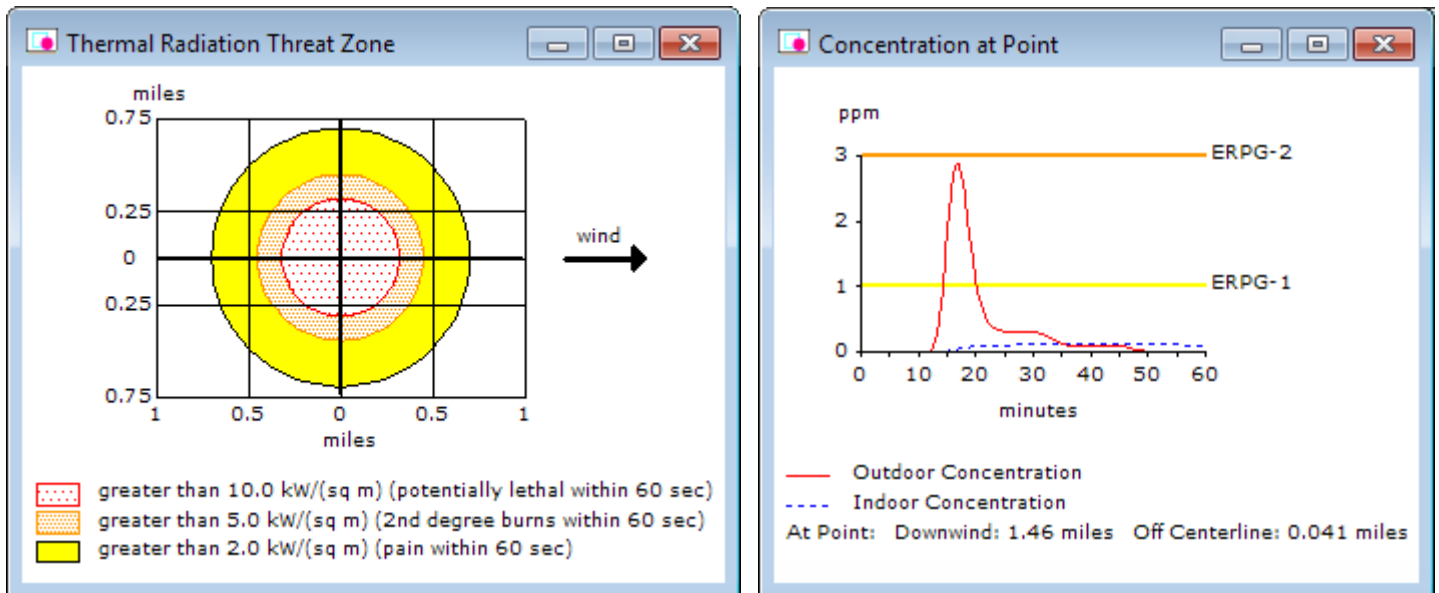 Thermal Radiation Threat Zone
miles
0.75
0.25
0
0.25
0.75
1 0.5 0 0.5 1
miles
wind
greater than 10.0 kW/(sq m) (potentially lethal within 60 sec)
greater than 5.0 kW/(sq m) (2nd degree burns within 60 sec)
greater than 2.0 kW/(sq m) (pain within 60 sec)
Concentration at Point
ppm
3
ERPG-2
2
1
ERPG-1
0
0 10 20 30 40 50 60
minutes
Outdoor Concentration
Indoor Concentration
At Point: Downwind: 1.46 miles Off Centerline: 0.041 miles